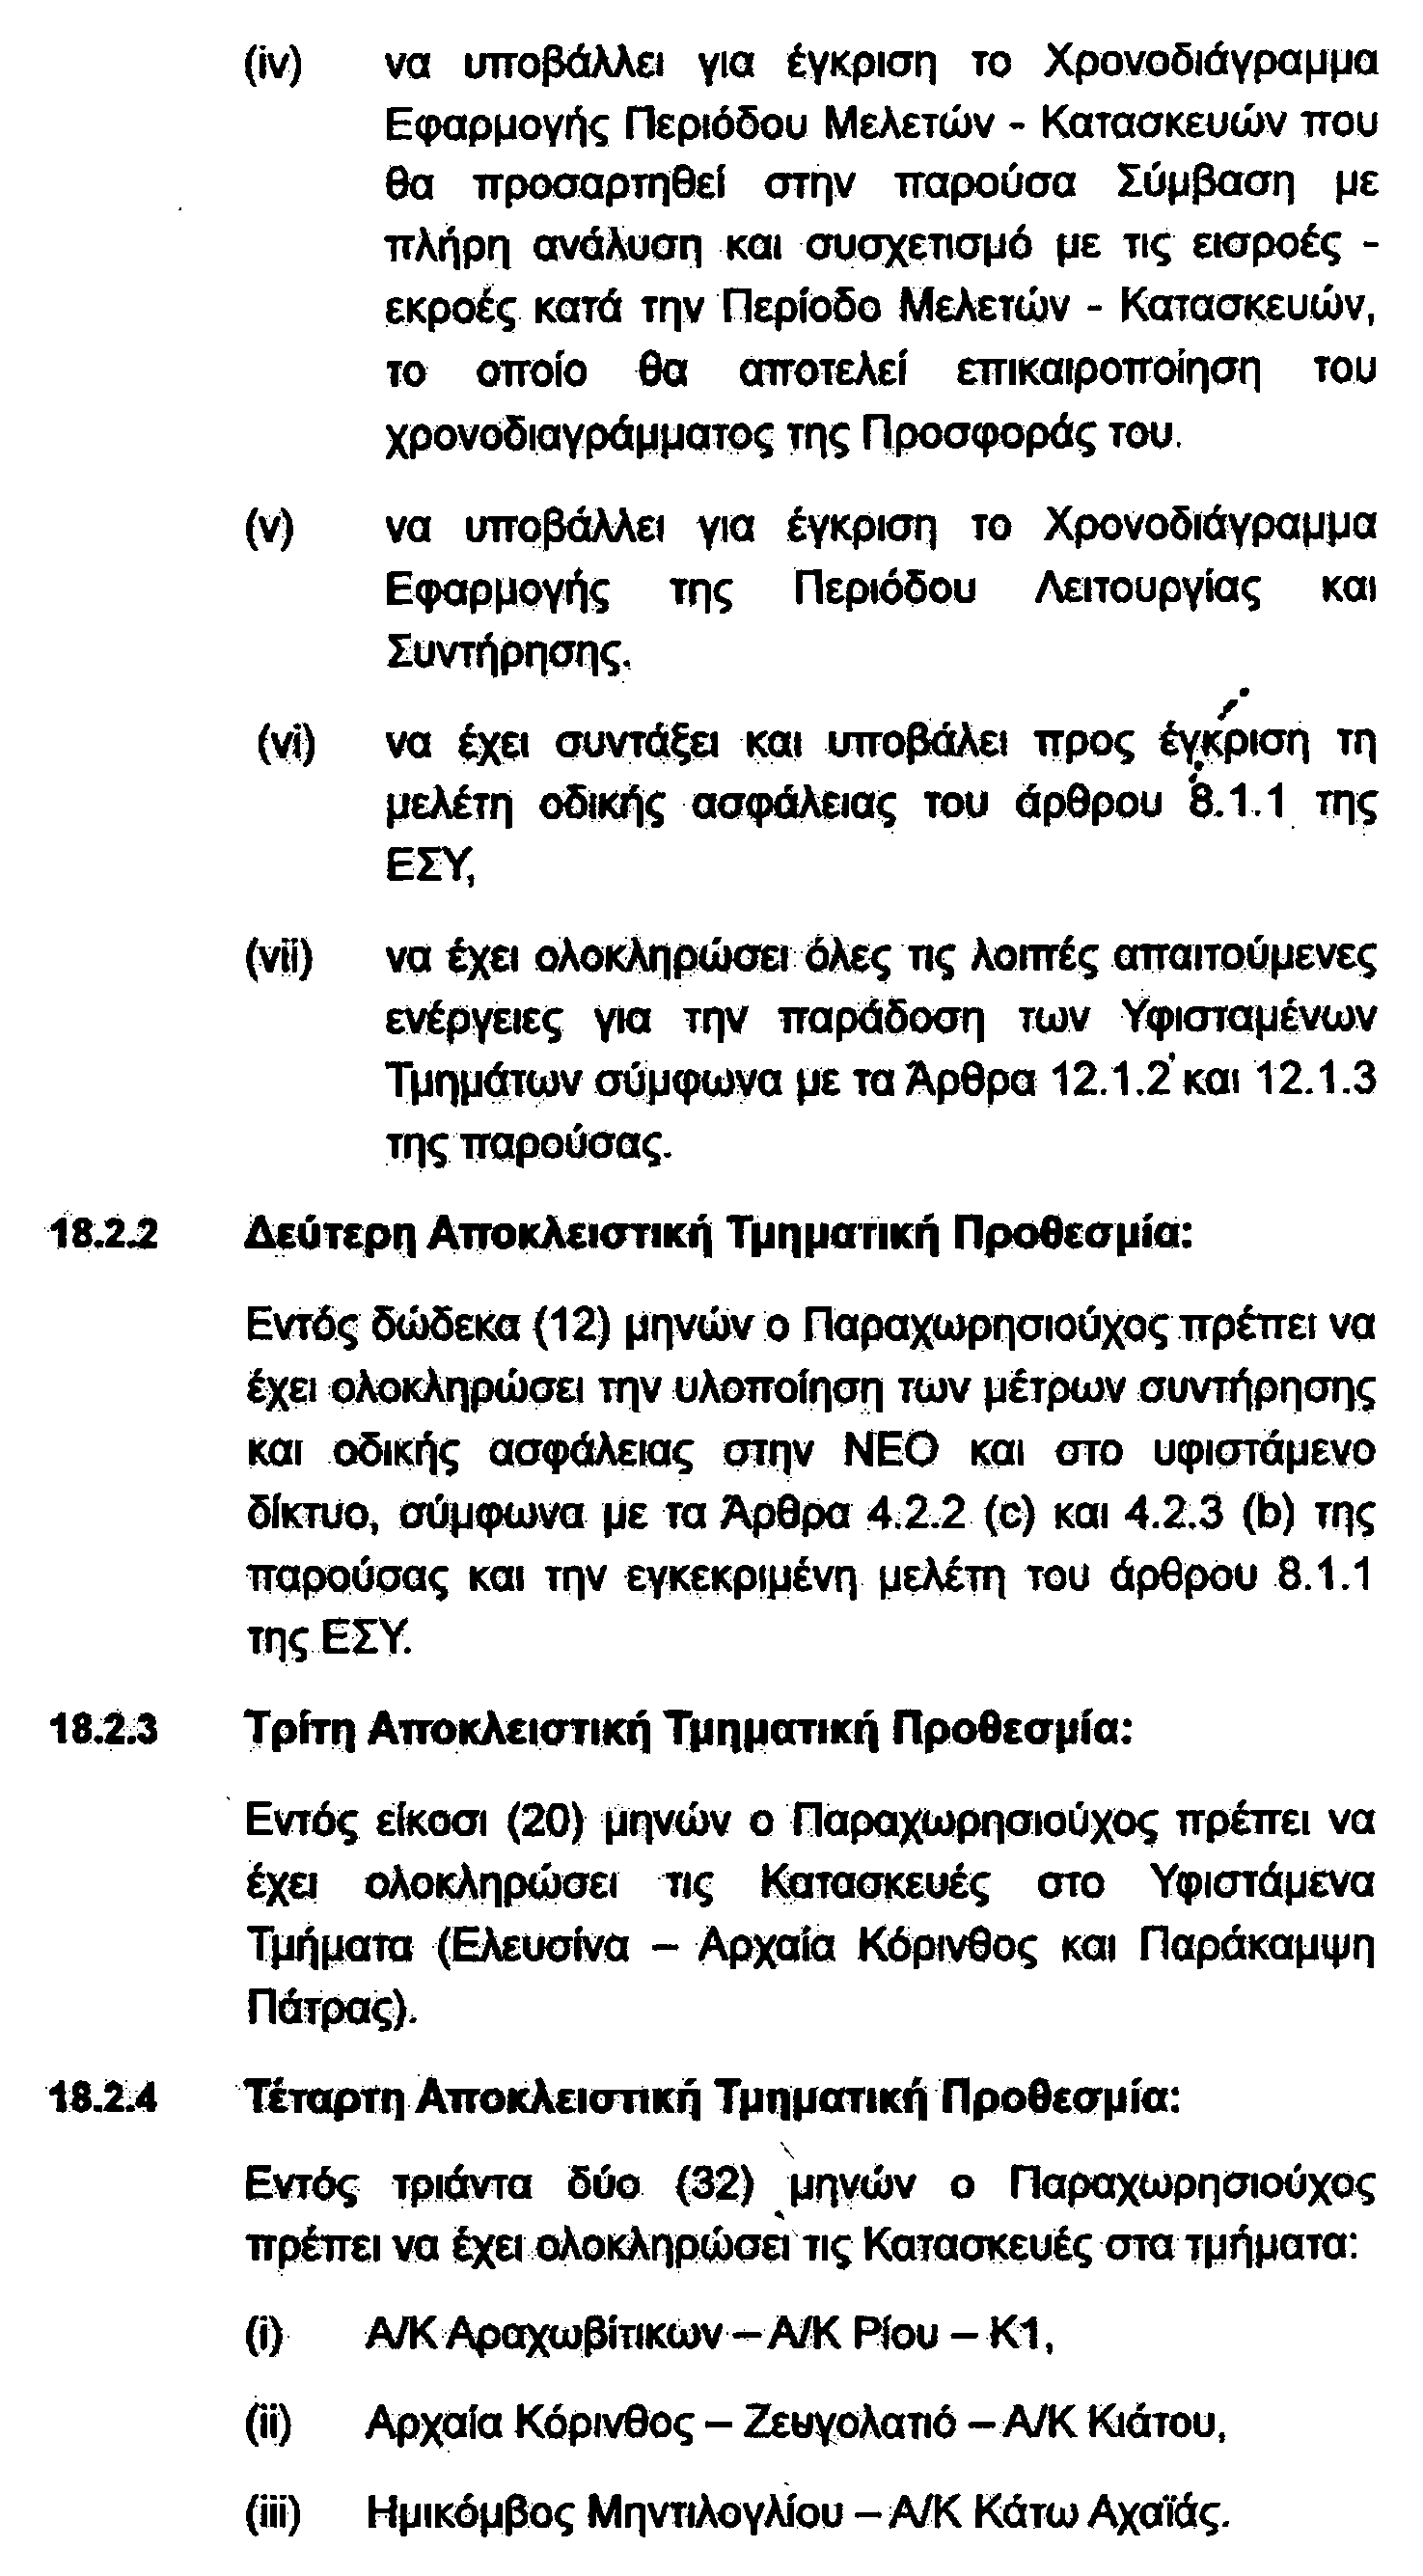 (iv) να υποβάλλει για έγκριση το Χρονοδιάγραμμα
Εφαρμογής Περιόδου Μελετών - Κατασκευών που
θα προσαρτηθεί στην παρούσα Σύμβαση με
πλήρη ανάλυση και συσχετισμό με τις εισροές -
εκροές κατά την Περίοδο Μελετών - Κατασκευών,
το οποίο θα αποτελεί επικαιροποίηση του
χρονοδιαγράμματος της Προσφοράς του.
(v) να υποβάλλει για έγκριση το Χρονοδιάγραμμα
Εφαρμογής της Περιόδου Λειτουργίας και
Συντήρησης.
(vi) να έχει συντάξει και υποβάλει προς έγκριση τη
μελέτη οδικής ασφάλειας του άρθρου 8.1.1 της
ΕΣΥ,
(vii) να έχει ολοκληρώσει όλες τις λοιπές απαιτούμενες
ενέργειες για την παράδοση των Υφισταμένων
Τμημάτων σύμφωνα με τα Άρθρα 12.1.2 και 12.1.3
της παρούσας.
18.2.2 Δεύτερη Αποκλειστική Τμηματική Προθεσμία:
Εντός δώδεκα (12) μηνών ο Παραχωρησιούχος πρέπει να
έχει ολοκληρώσει την υλοποίηση των μέτρων συντήρησης
και οδικής ασφάλειας στην ΝΕΟ και στο υφιστάμενο
δίκτυο, σύμφωνα με τα Άρθρα 4.2.2 (c) και 4.2.3 (b) της
παρούσας και την εγκεκριμένη μελέτη του άρθρου 8.1.1
της ΕΣΥ.
18.2.3 Τρίτη Αποκλειστική Τμηματική Προθεσμία:
Εντός είκοσι (20) μηνών ο Παραχωρησιούχος πρέπει να
έχει ολοκληρώσει τις Κατασκευές στο Υφιστάμενα
Τμήματα (Ελευσίνα – Αρχαία Κόρινθος και Παράκαμψη
Πάτρας).
18.2.4 Τέταρτη Αποκλειστική Τμηματική Προθεσμία:
Εντός τριάντα δύο (32) μηνών ο Παραχωρησιούχος
πρέπει να έχει ολοκληρώσει τις Κατασκευές στα τμήματα:
(i) Α/Κ Αραχωβίτικων – Α/Κ Ρίου – Κ1,
(ii) Αρχαία Κόρινθος – Ζευγολατιό – Α/Κ Κιάτου,
(iii) Ημικόμβος Μηντιλογλίου – Α/Κ Κάτω Αχαϊάς.